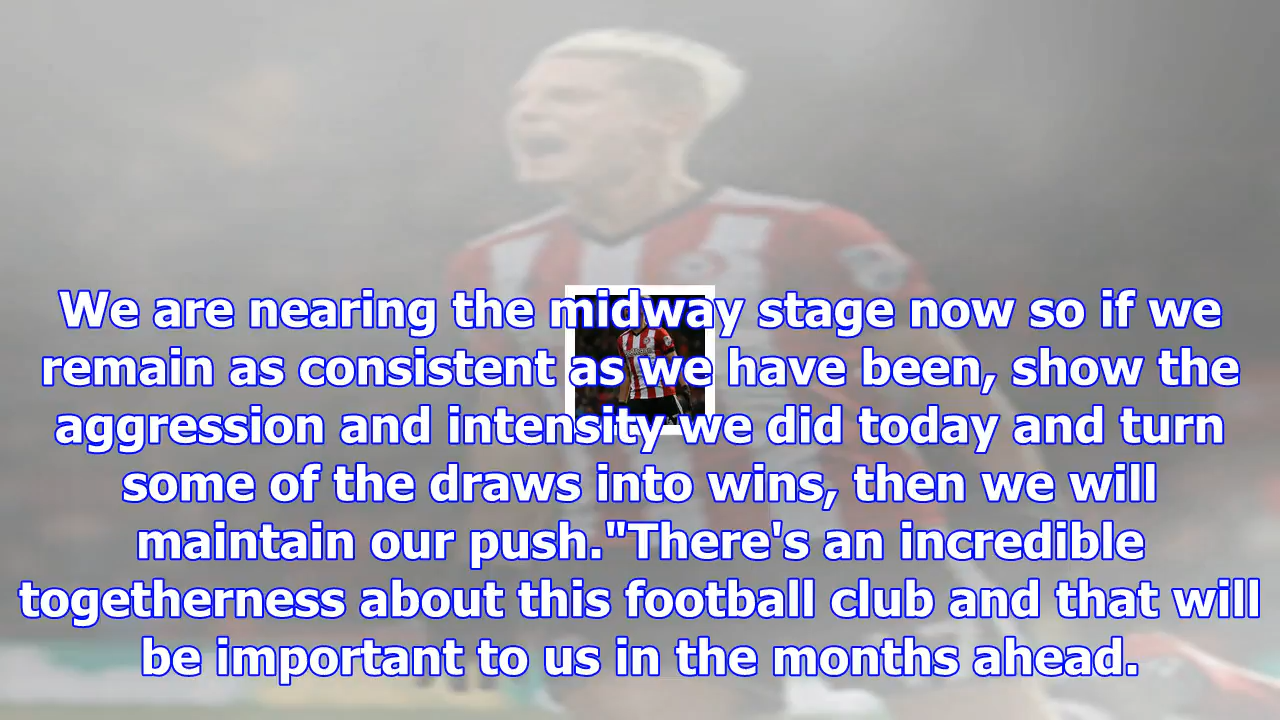 We are nearing the midway stage now so if we
remain as consistent as we have been, show the
aggression and intensity we did today and turn
some of the draws into wins, then we will
maintain our push."There's an incredible
togetherness about this football club and that will
be important to us in the months ahead.